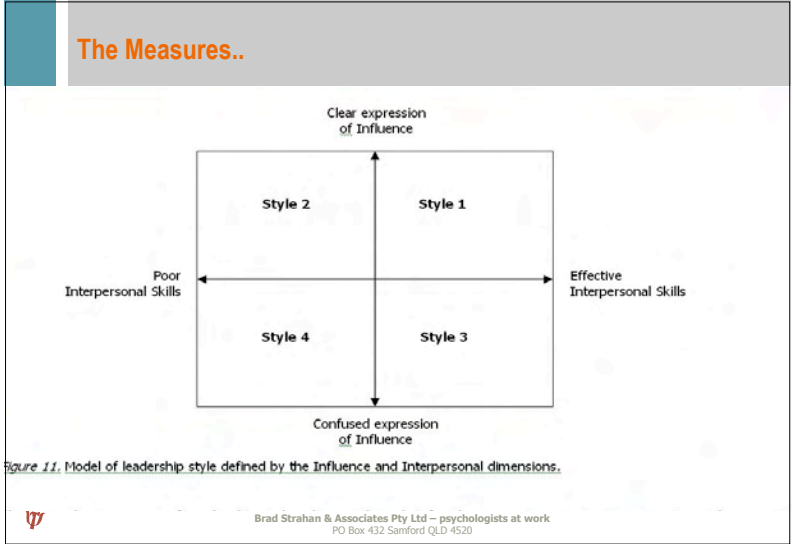 The Measures..
Clear expression
of Influence
Style 2
Style 1
Poor
Interpersonal Skills
Effective
Interpersonal Skills
Style 4
Style 3
Confused expression
of Influence
Figure 11. Model of leadership style defined by the Influence and Interpersonal dimensions.
Brad Strahan & Associates Pty Ltd – psychologists at work
PO Box 432 Samford QLD 4520